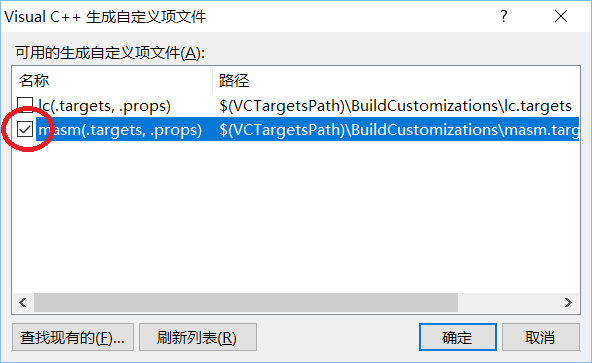 Visual C++ 生成自定义项文件
可用的生成自定义项文件(A):
名称 路径
lc(.targets, .props) $(VCTargetsPath)\BuildCustomizations\lc.targets
masm(.targets, .props) $(VCTargetsPath)\BuildCustomizations\masm.targ
查找现有的(F)... 刷新列表(R) 确定 取消